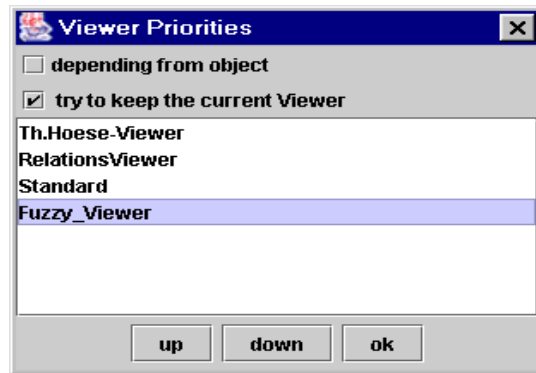 Viewer Priorities
depending from object
try to keep the current Viewer
Th.Hoese-Viewer
RelationsViewer
Standard
Fuzzy_Viewer
up down ok